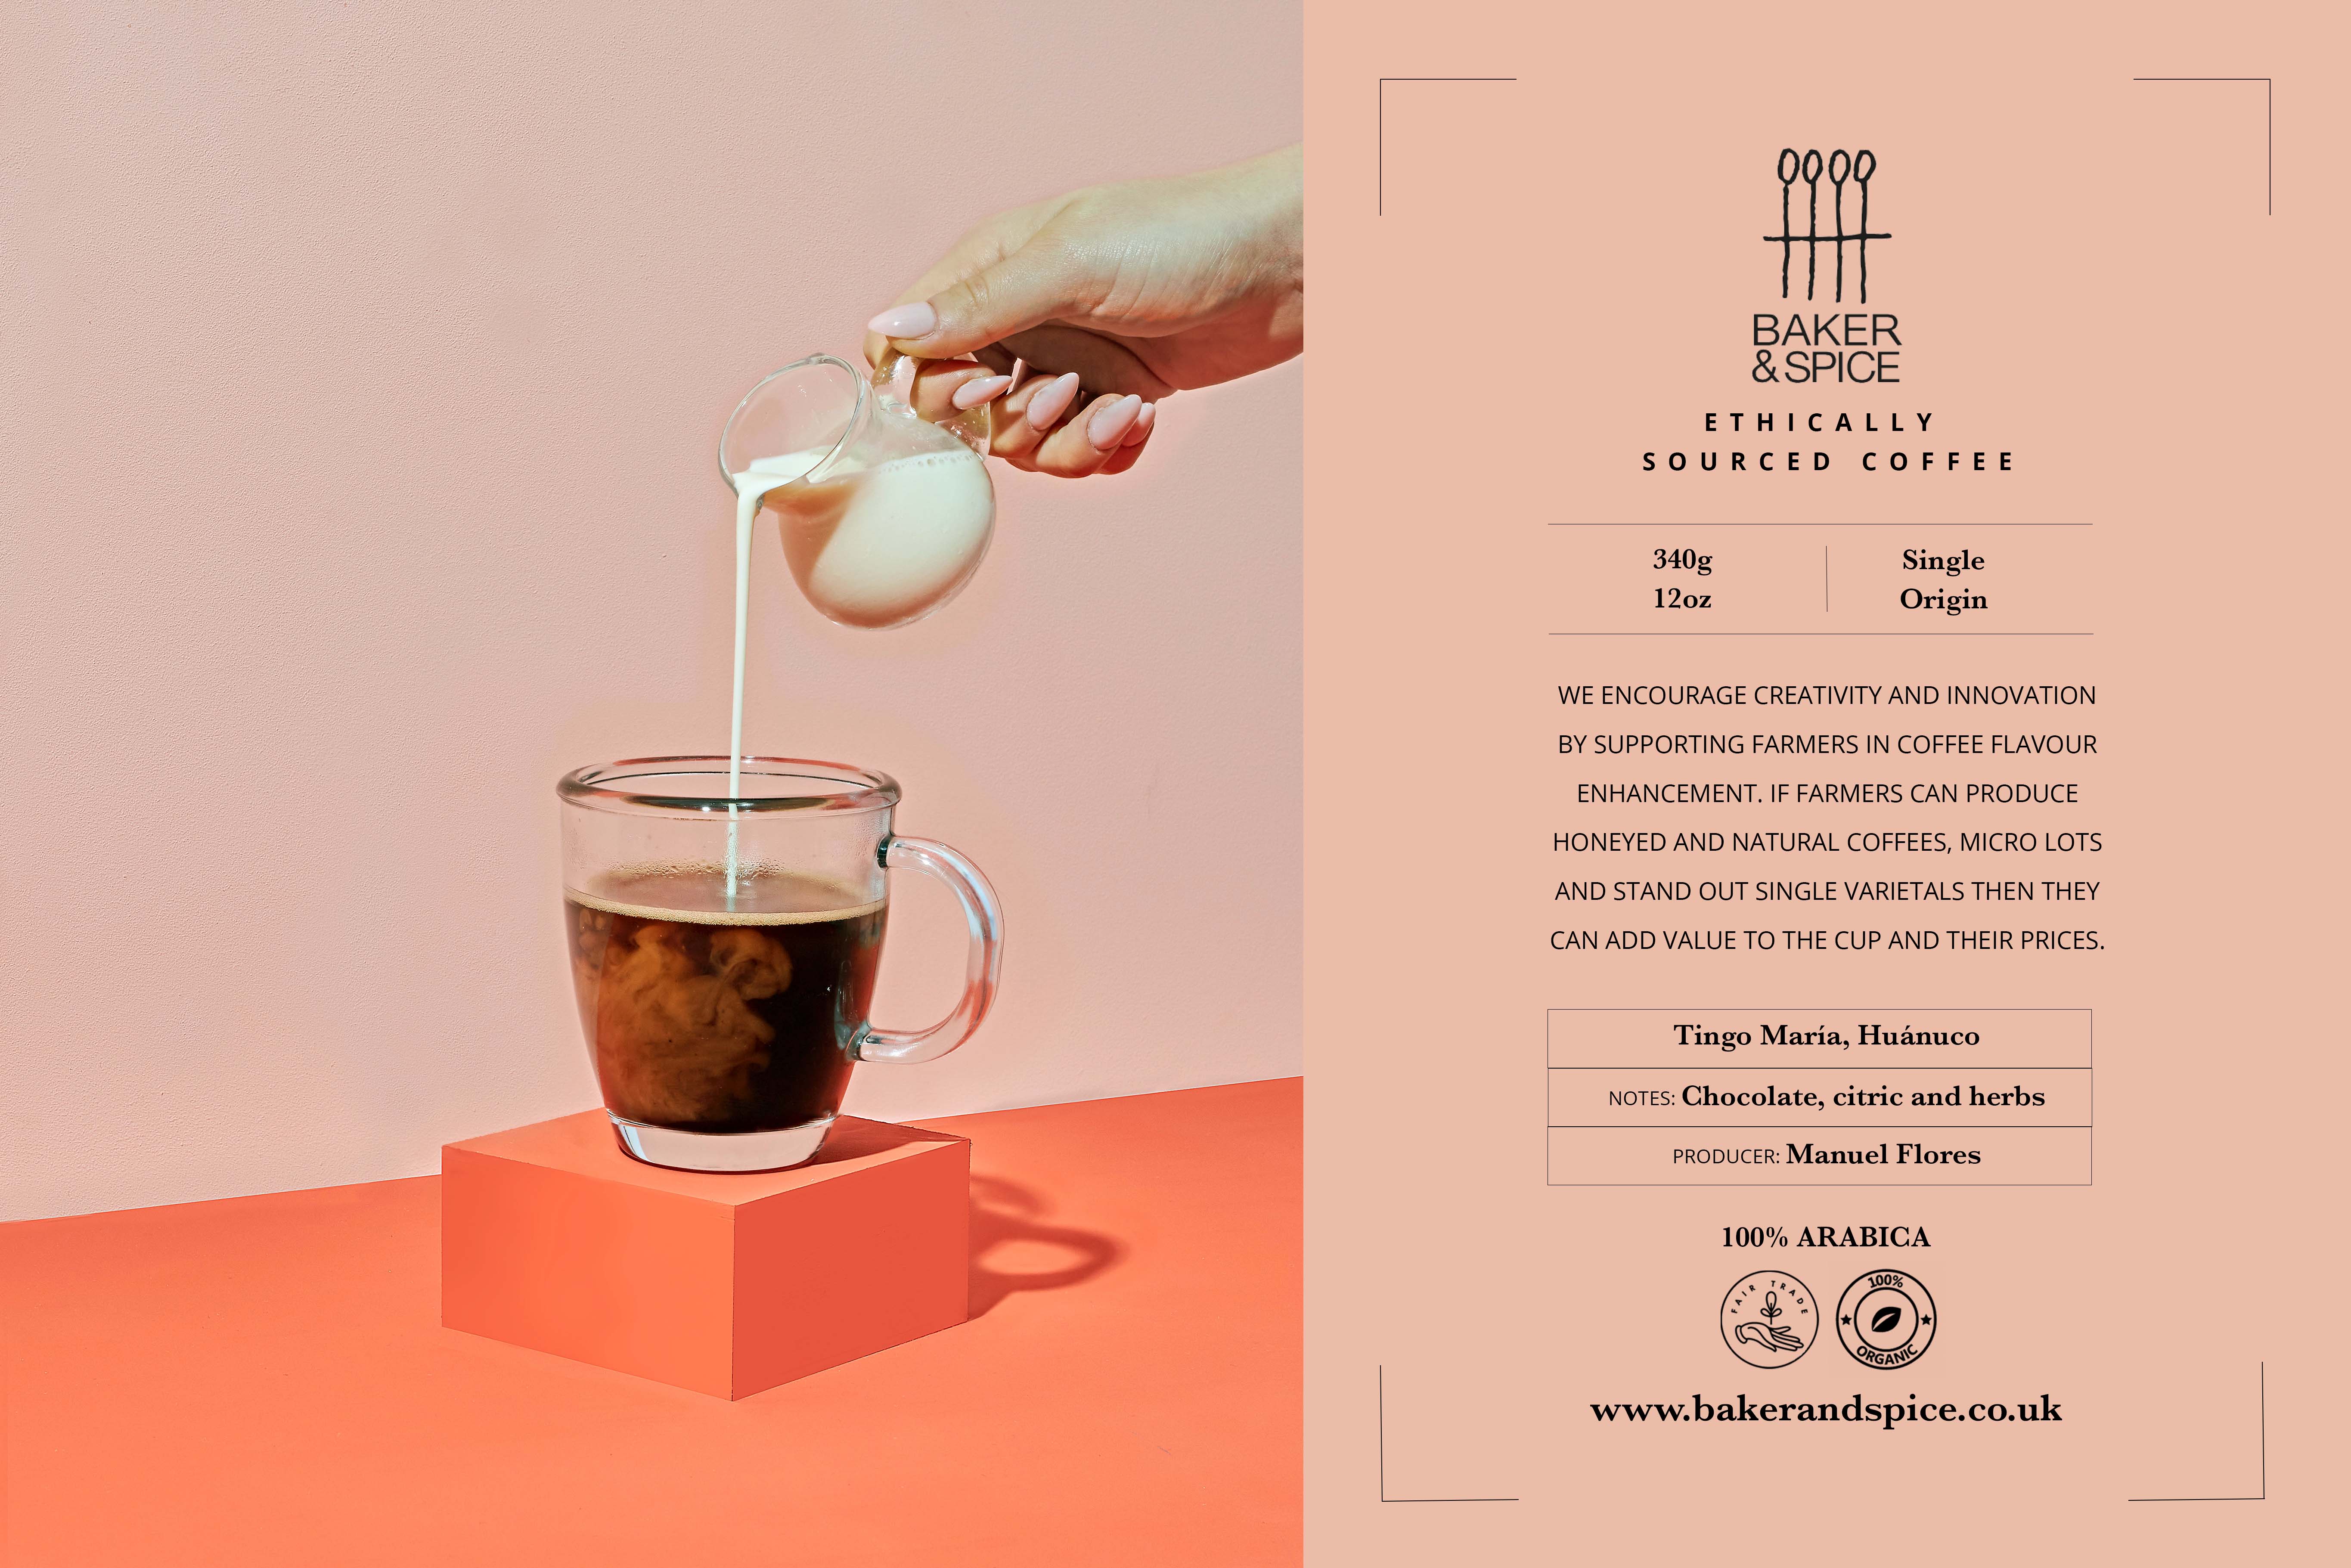 BAKER
&SPICE
ETHICALLY
SOURCED COFFEE
340g
12oz
Single
Origin
WE ENCOURAGE CREATIVITY AND INNOVATION
BY SUPPORTING FARMERS IN COFFEE FLAVOUR
ENHANCEMENT. IF FARMERS CAN PRODUCE
HONEYED AND NATURAL COFFEES, MICRO LOTS
AND STAND OUT SINGLE VARIETALS THEN THEY
CAN ADD VALUE TO THE CUP AND THEIR PRICES.
Tingo María, Huánuco
NOTES: Chocolate, citric and herbs
PRODUCER: Manuel Flores
100% ARABICA
FAIR TRADE
100%
ORGANIC
www.bakerandspice.co.uk